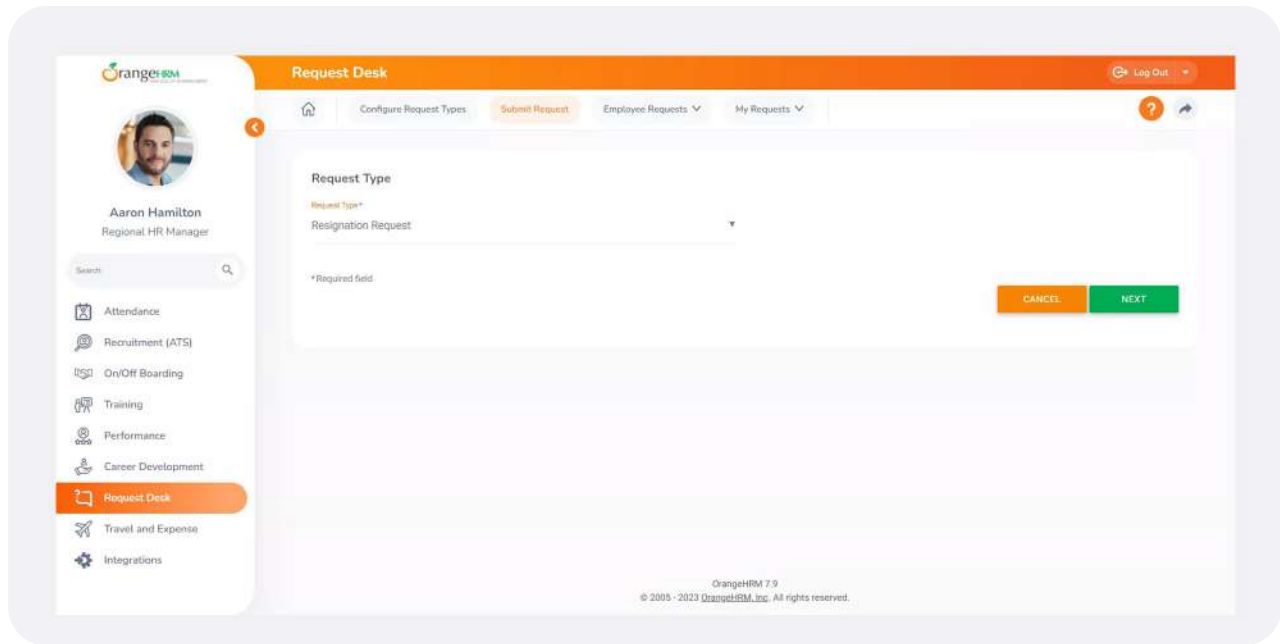 OrangeHRM
Request Desk
Log Out
Configure Request Types
Submit Request
Employee Requests
My Requests
?
Aaron Hamilton
Regional HR Manager
Search
Attendance
Recruitment (ATS)
On/Off Boarding
Training
Performance
Career Development
Request Desk
Travel and Expense
Integrations
Request Type
Request Type*
Resignation Request
*Required field
CANCEL
NEXT
OrangeHRM 7.9
© 2005 - 2023 OrangeHRM, Inc. All rights reserved.